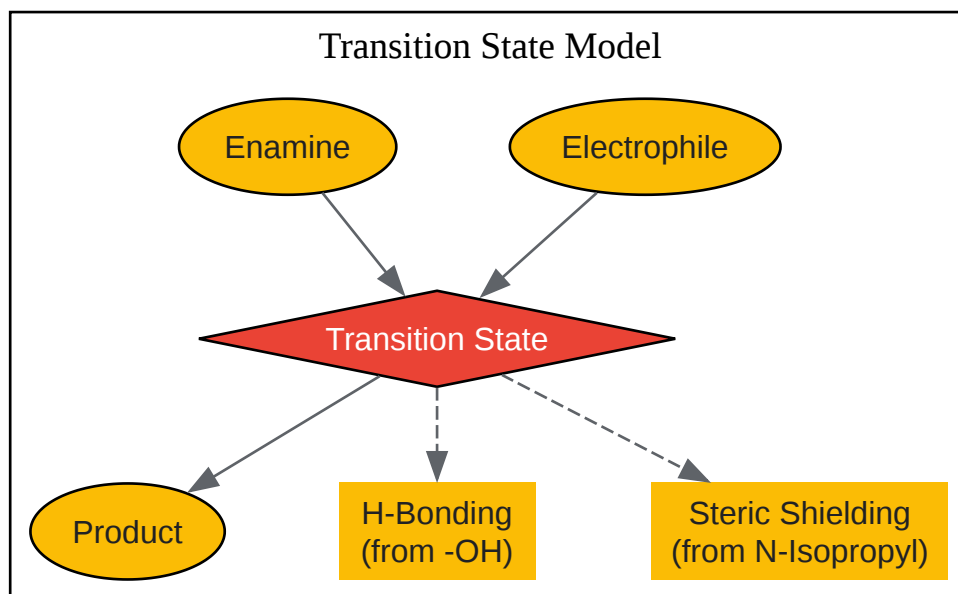 Transition State Model
Enamine
Electrophile
Transition State
Product
H-Bonding
(from -OH)
Steric Shielding
(from N-Isopropyl)